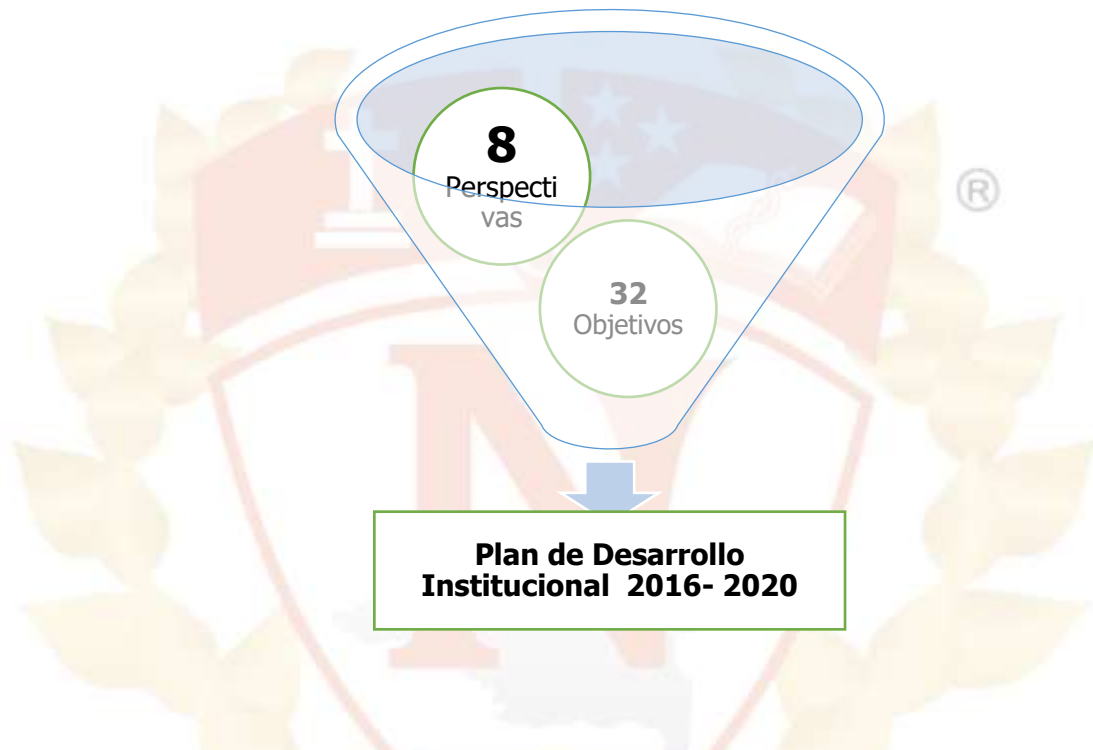 8
Perspecti
vas
®
32
Objetivos
Plan de Desarrollo
Institucional 2016- 2020